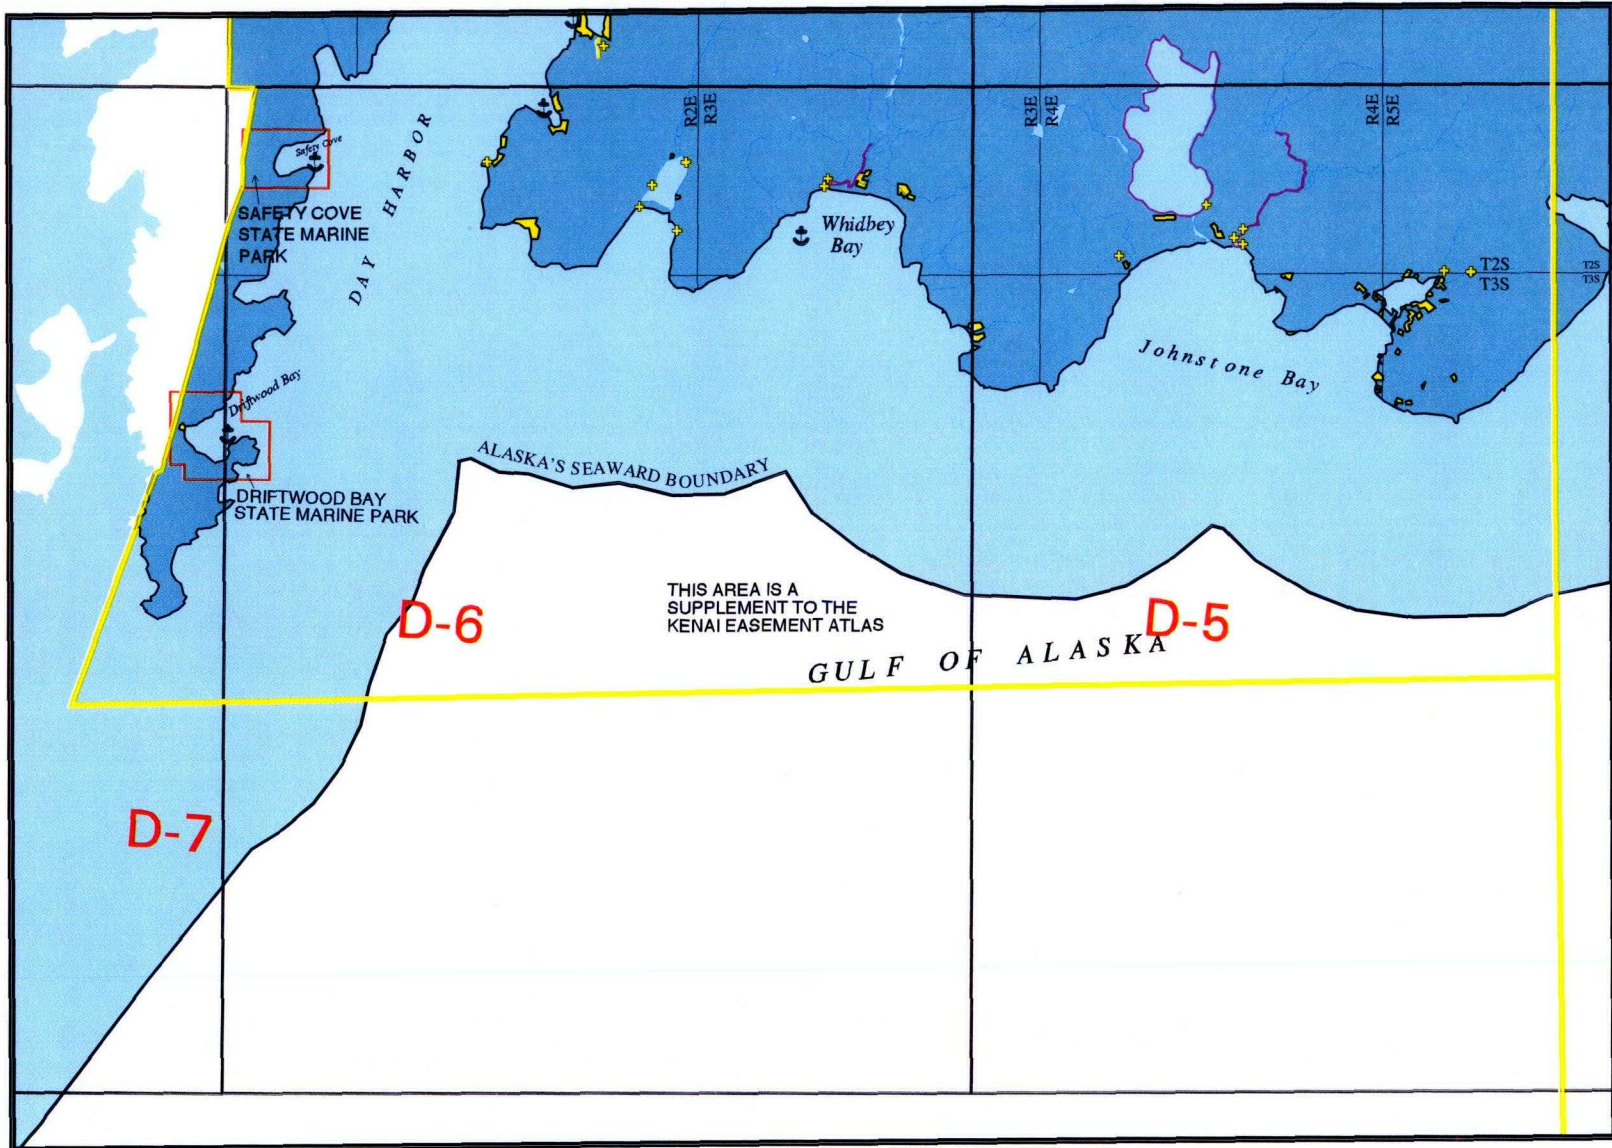 R2E
R3E
R3E
R4E
R4E
R5E
Safety Cove
DAY HARBOR
SAFETY COVE
STATE MARINE
PARK
Whidbey
Bay
T2S
T3S
T2S
T3S
Johnstone Bay
Driftwood Bay
ALASKA'S SEAWARD BOUNDARY
DRIFTWOOD BAY
STATE MARINE PARK
THIS AREA IS A
SUPPLEMENT TO THE
KENAI EASEMENT ATLAS
D-6
D-5
GULF OF ALASKA
D-7